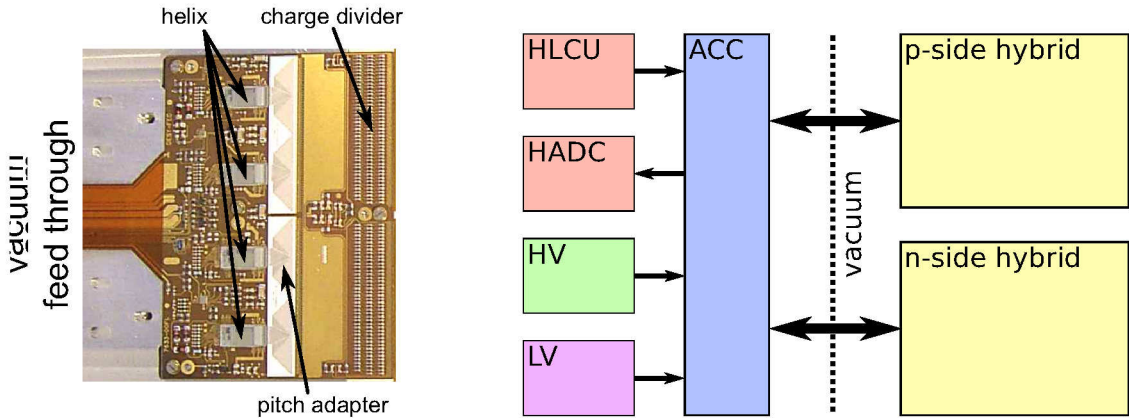 helix
charge divider
vacuum
feed through
pitch adapter
HLCU
ACC
p-side hybrid
HADC
vacuum
HV
n-side hybrid
LV